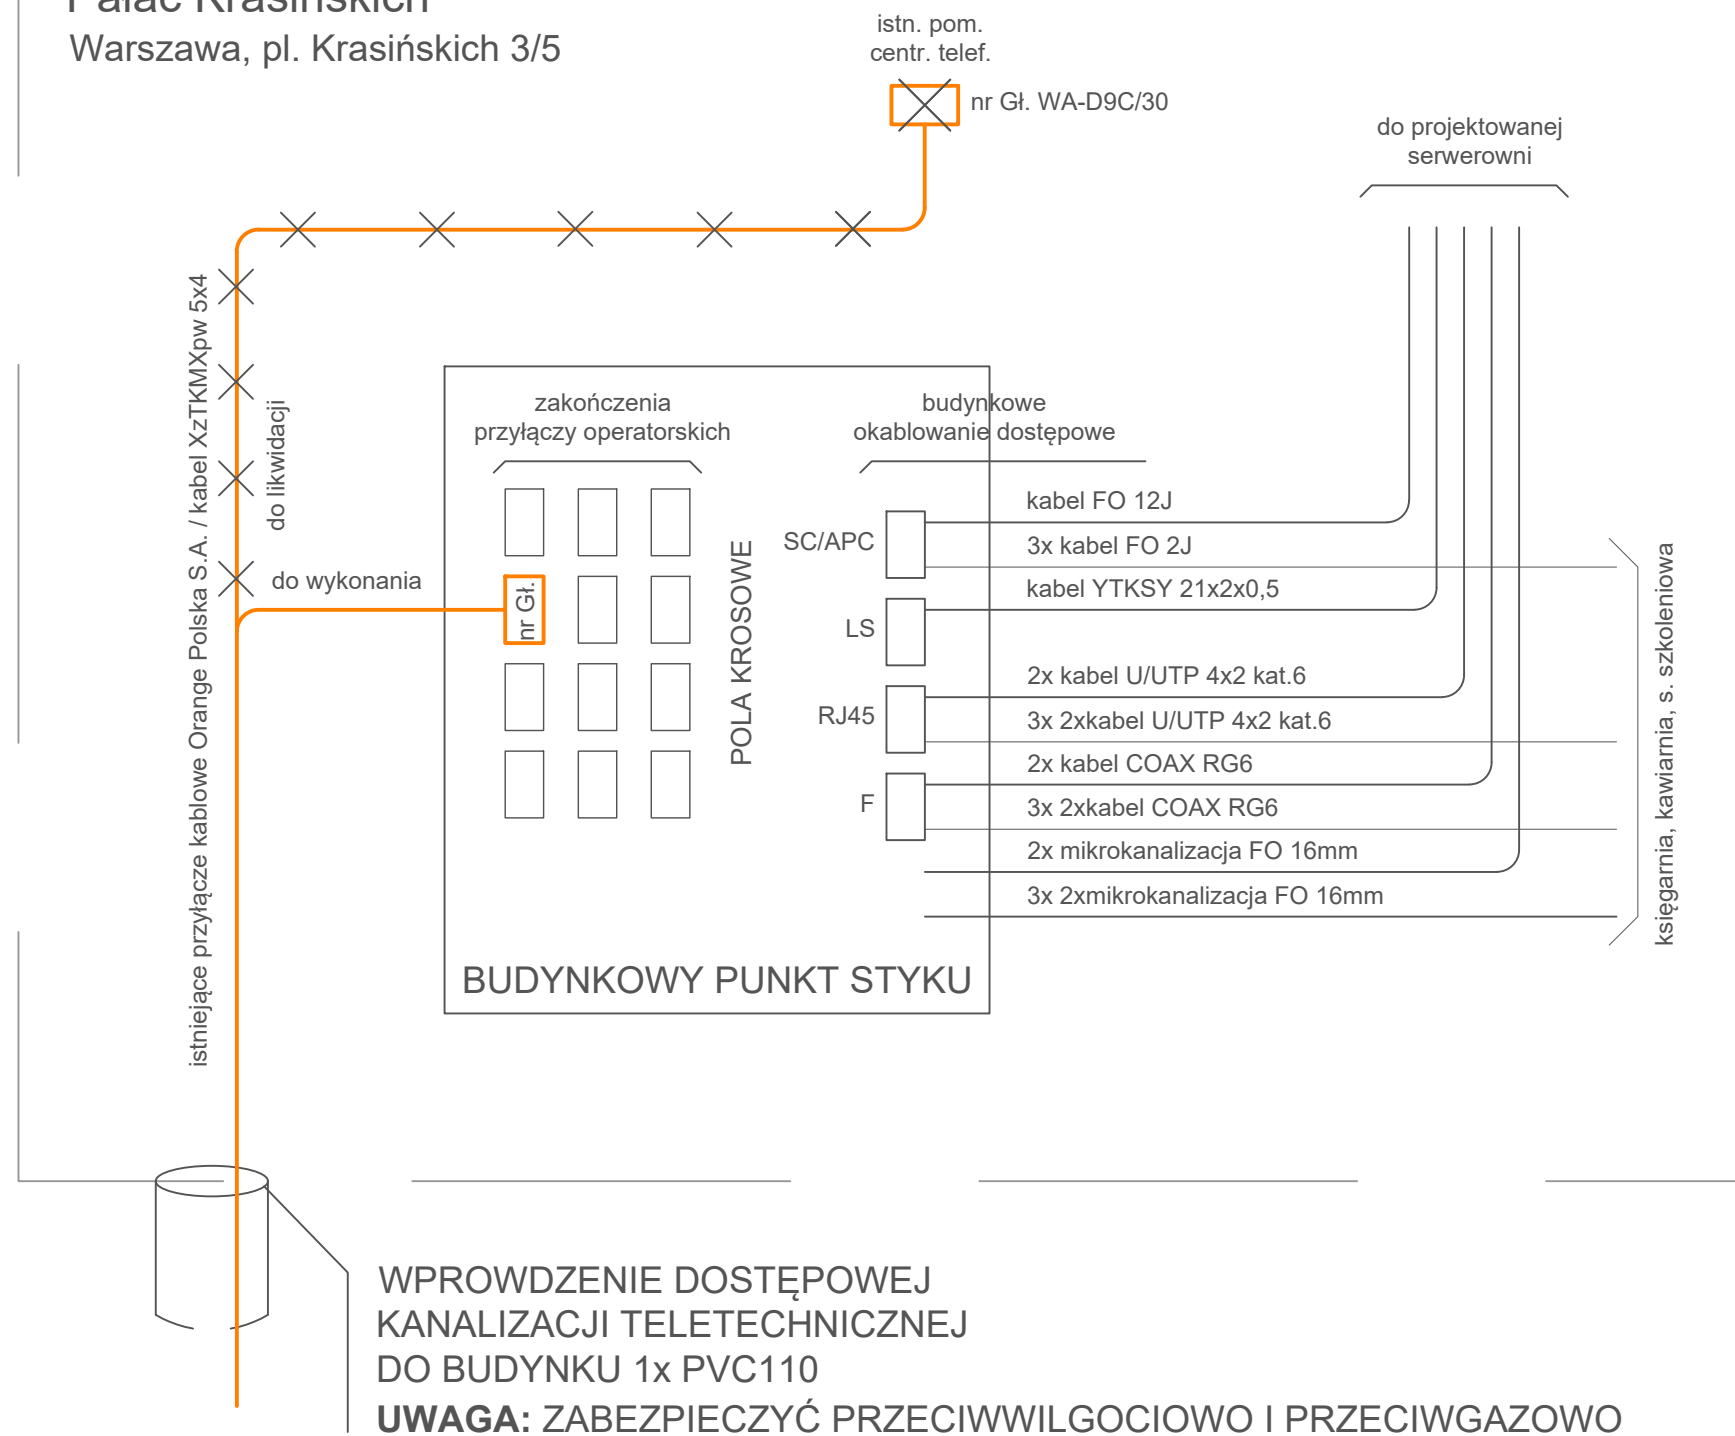 Pałac Krasińskich
Warszawa, pl. Krasińskich 3/5
istn. pom.
centr. telef.
nr Gł. WA-D9C/30
do projektowanej
serwerowni
istniejące przyłącze kablowe Orange Polska S.A. / kabel XzTKMXpw 5x4
do likwidacji
do wykonania
zakończenia
przyłączy operatorskich
nr Gł.
POLA KROSOWE
budynkowe
okablowanie dostępowe
SC/APC
LS
RJ45
F
kabel FO 12J
3x kabel FO 2J
kabel YTKSY 21x2x0,5
2x kabel U/UTP 4x2 kat.6
3x 2xkabel U/UTP 4x2 kat.6
2x kabel COAX RG6
3x 2xkabel COAX RG6
2x mikrokanalizacja FO 16mm
3x 2xmikrokanalizacja FO 16mm
księgarnia, kawiarnia, s. szkoleniowa
BUDYNKOWY PUNKT STYKU
WPROWDZENIE DOSTĘPOWEJ
KANALIZACJI TELETECHNICZNEJ
DO BUDYNKU 1x PVC110
UWAGA: ZABEZPIECZYĆ PRZECIWWILGOCIOWO I PRZECIWGAZOWO